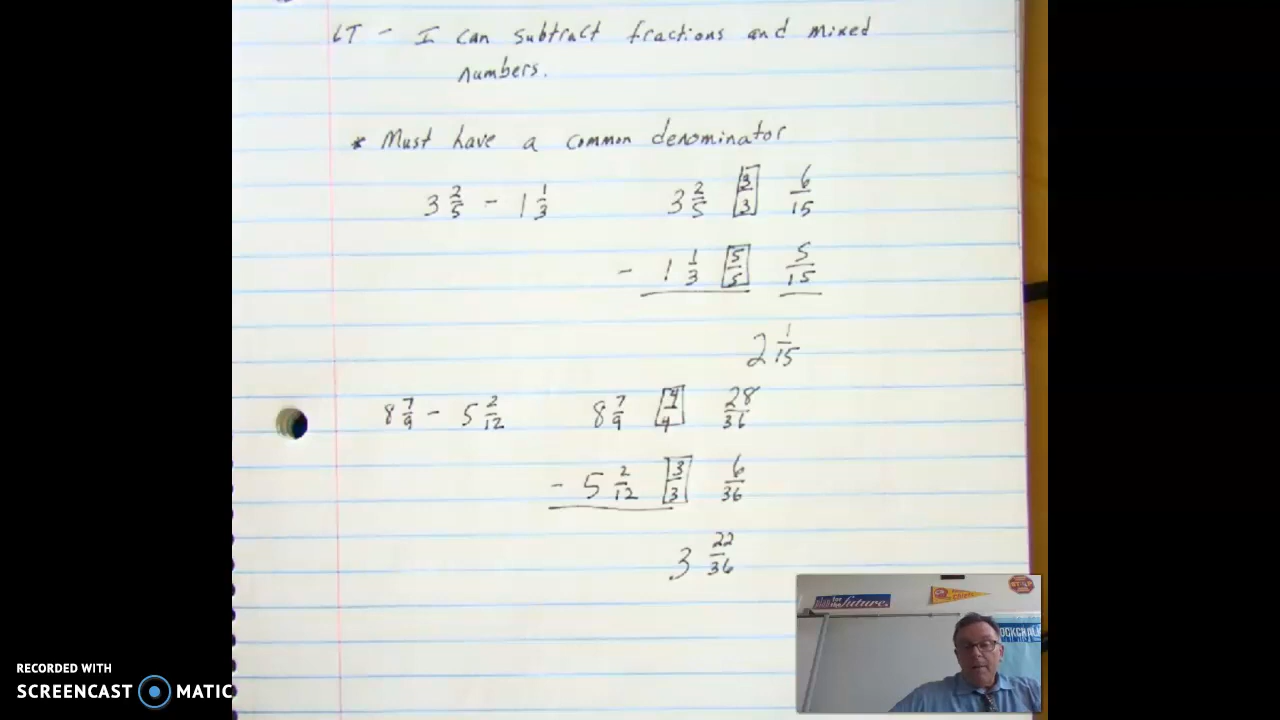 LT - I can subtract fractions and mixed
numbers.
* Must have a common denominator
3 2/5 - 1 1/3
3 2/5 [3/3] 6/15
- 1 1/3 [5/5] 5/15
2 1/15
8 7/9 - 5 2/12
8 7/9 [4/4] 28/36
- 5 2/12 [3/3] 6/36
3 22/36
future.
RECORDED WITH
SCREENCAST MATIC